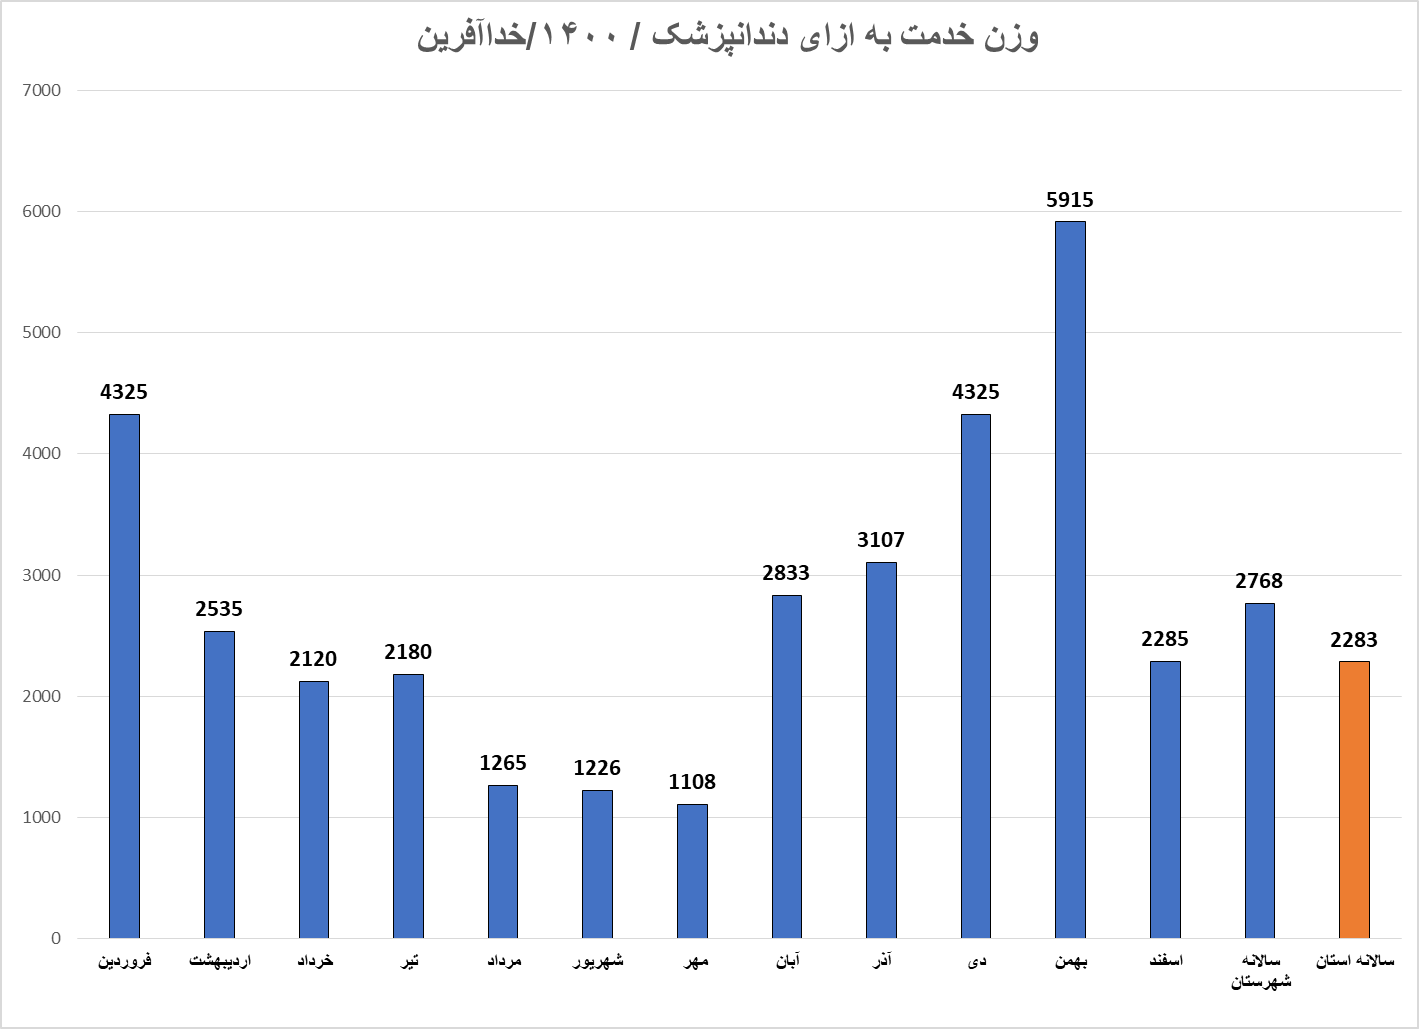 وزن خدمت به ازای دندانپزشک / ۱۴۰۰/خداآفرین
7000
6000
5000
4000
3000
2000
1000
0
4325
2535
2120
2180
1265
1226
1108
2833
3107
4325
5915
2285
2768
2283
فروردین
اردیبهشت
خرداد
تیر
مرداد
شهریور
مهر
آبان
آذر
دی
بهمن
اسفند
سالانه
شهرستان
سالانه استان